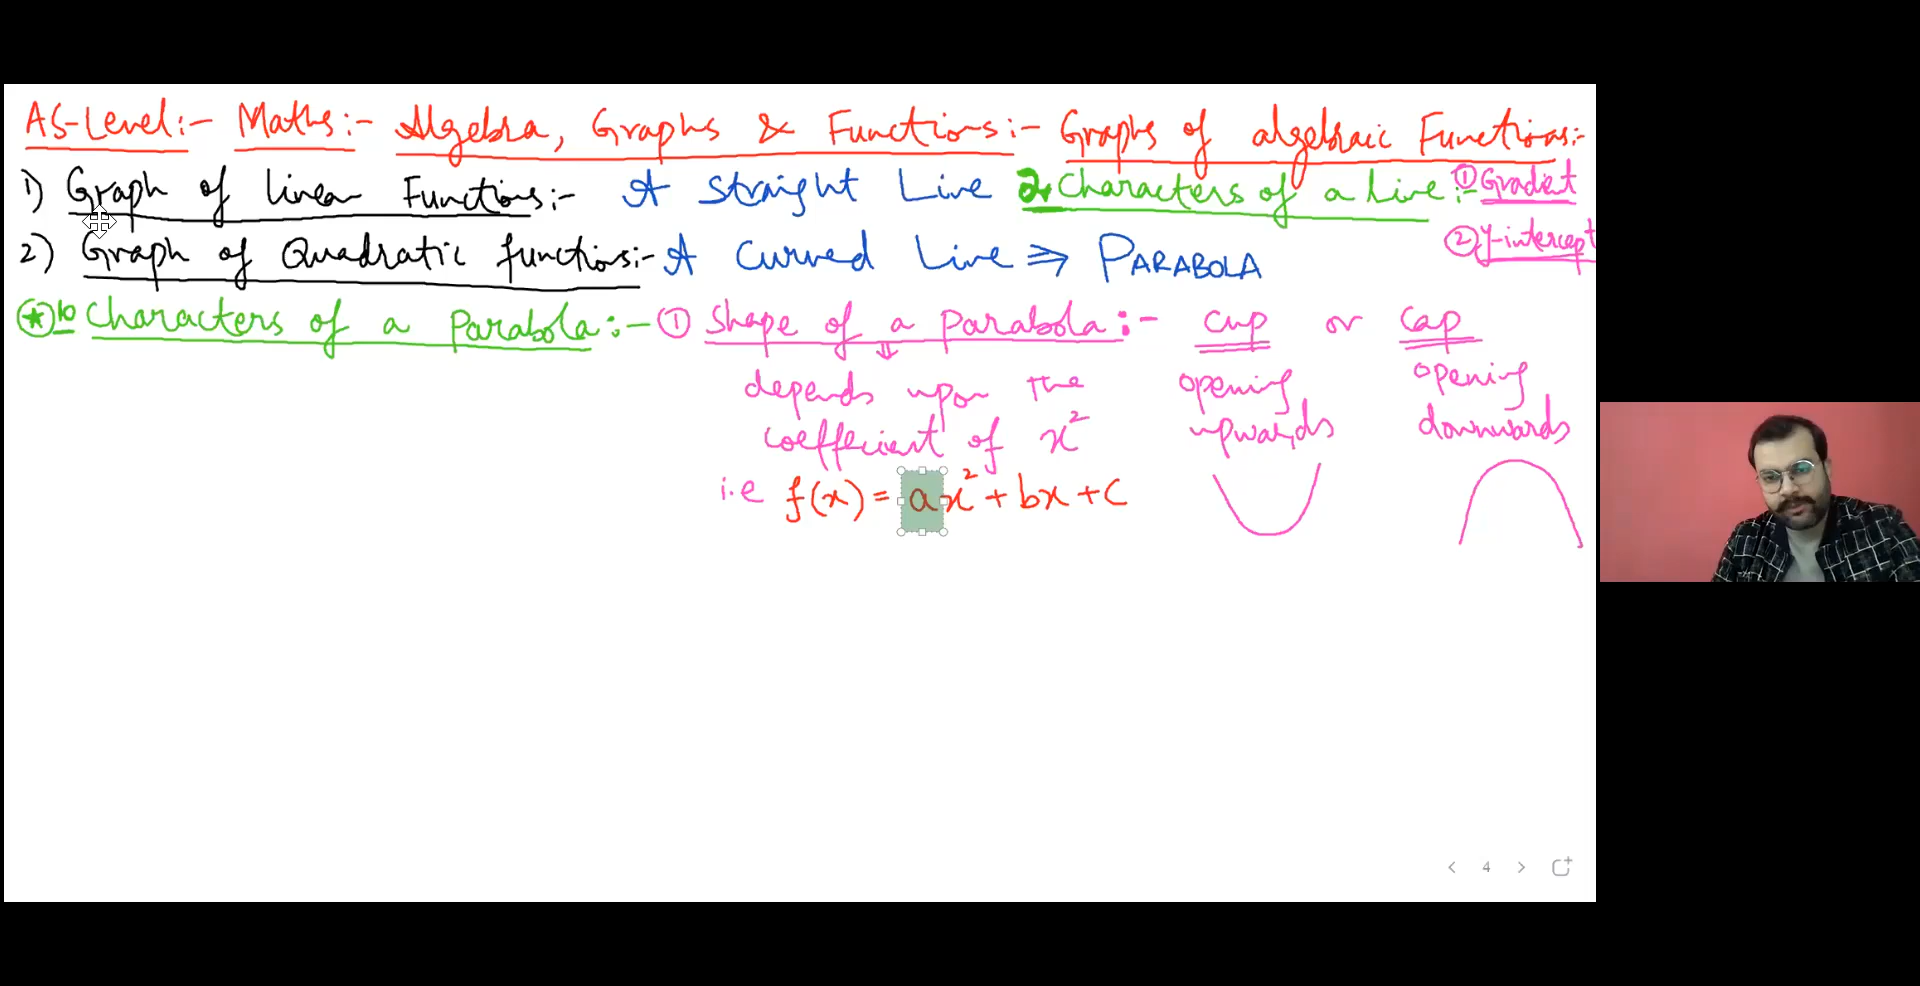 AS-Level:- Maths:- Algebra, Graphs & Functions:- Graphs of algebraic Functions:-
1) Graph of linear Functions:- A Straight Line Characters of a Line:- ① Gradiet
② y-intercept
2) Graph of Quadratic functions:- A Curved Line ⇒ PARABOLA
Characters of a Parabola:- ① Shape of a parabola:- cup or cap
⇓
depends upon the opening opening
coefficient of x² upwards downwards
i.e f(x) = ax² + bx + c
4